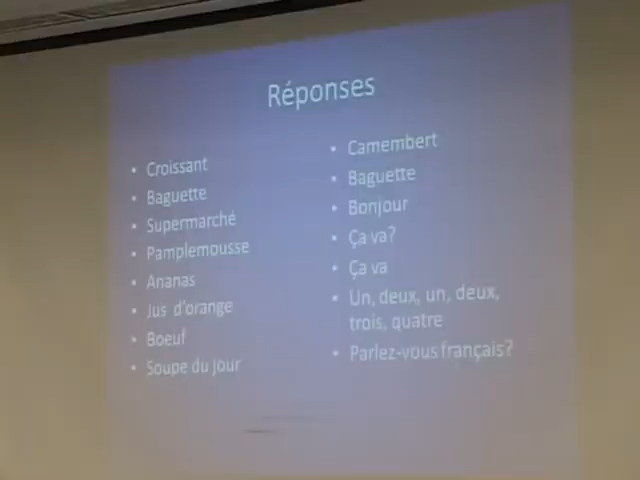 Réponses
• Croissant
• Baguette
• Supermarché
• Pamplemousse
• Ananas
• Jus d'orange
• Boeuf
• Soupe du jour
• Camembert
• Baguette
• Bonjour
• Ça va?
• Ça va
• Un, deux, un, deux,
trois, quatre
• Parlez-vous français?